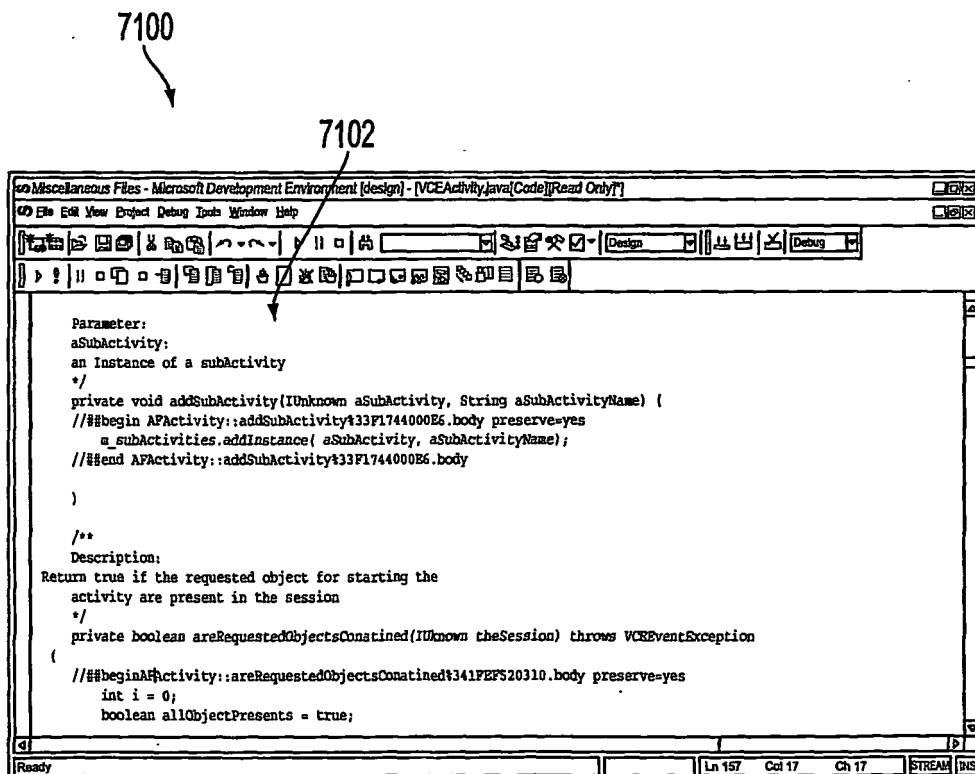 7100
7102
Miscellaneous Files - Microsoft Development Environment [design] - [VCEActivity.java[Code][Read Only]*]
File Edit View Project Debug Tools Window Help
Design Debug
Parameter:
aSubActivity:
an Instance of a subActivity
*/
private void addSubActivity(IUnknown aSubActivity, String aSubActivityName) {
//##begin AFActivity::addSubActivity%33F1744000E6.body preserve=yes
m_subActivities.addInstance( aSubActivity, aSubActivityName);
//##end AFActivity::addSubActivity%33F1744000E6.body
}
/**
Description:
Return true if the requested object for starting the
activity are present in the session
*/
private boolean areRequestedObjectsConatined(IUknown theSession) throws VCEEventException
{
//##beginAFActivity::areRequestedObjectsConatined%341FEFS20310.body preserve=yes
int i = 0;
boolean allObjectPresents = true;
Ready Ln 157 Col 17 Ch 17 STREAM INS